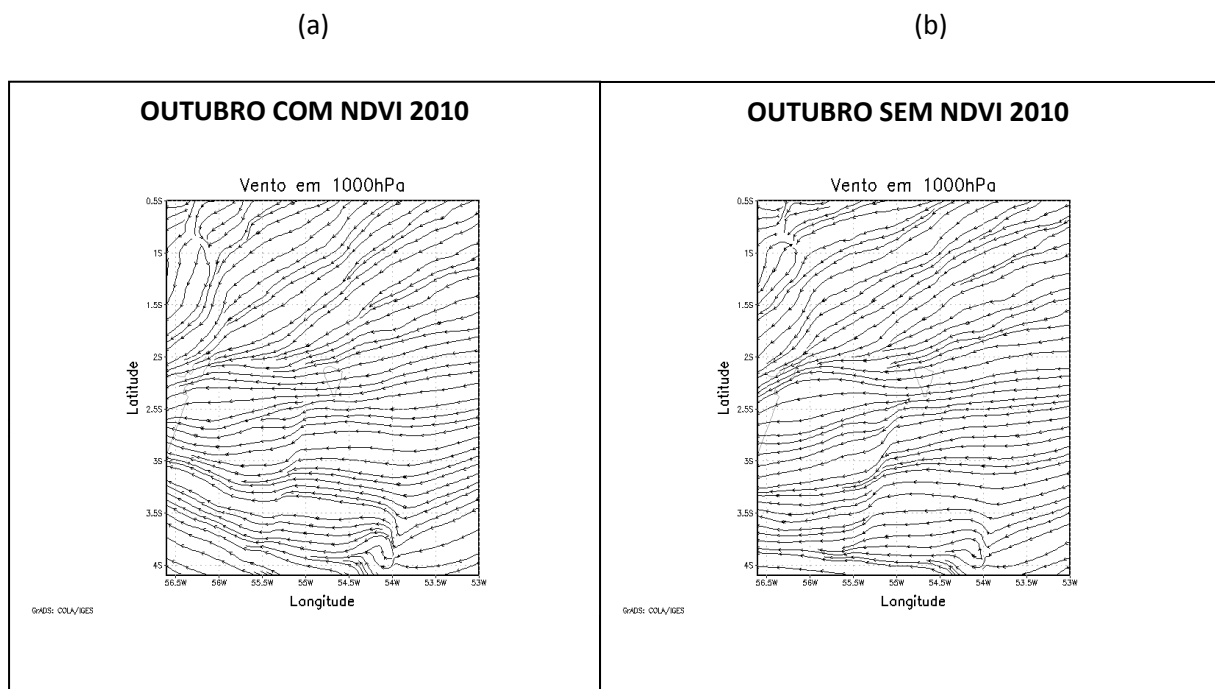 (a)
(b)
OUTUBRO COM NDVI 2010
OUTUBRO SEM NDVI 2010
Vento em 1000hPa
0.5S
1S
1.5S
2S
2.5S
3S
3.5S
4S
Latitude
56.5W 56W 55.5W 55W 54.5W 54W 53.5W 53W
Longitude
GrADS: COLA/IGES
Vento em 1000hPa
0.5S
1S
1.5S
2S
2.5S
3S
3.5S
4S
Latitude
56.5W 56W 55.5W 55W 54.5W 54W 53.5W 53W
Longitude
GrADS: COLA/IGES